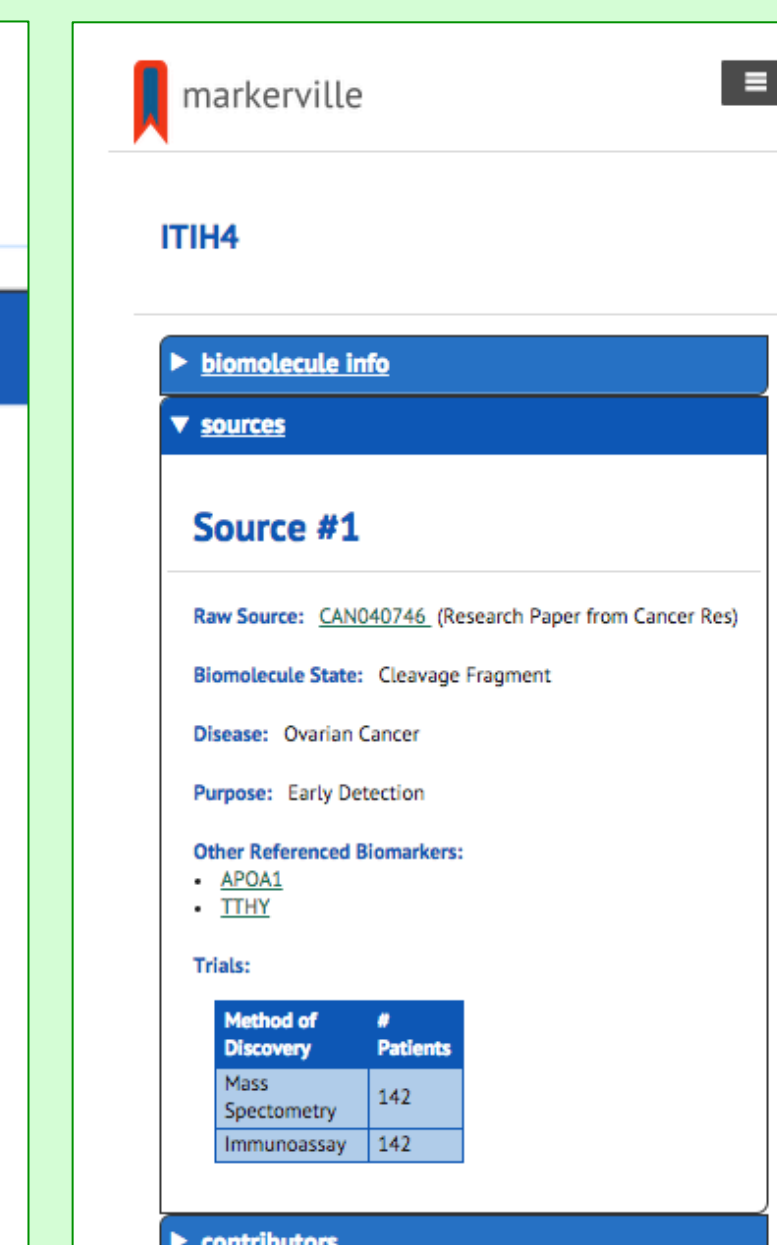 markerville
ITIH4
biomolecule info
sources
Source #1
Raw Source: CAN040746 (Research Paper from Cancer Res)
Biomolecule State: Cleavage Fragment
Disease: Ovarian Cancer
Purpose: Early Detection
Other Referenced Biomarkers:
• APOA1
• TTHY
Trials:
Method of Discovery # Patients
Mass Spectometry 142
Immunoassay 142
contributors